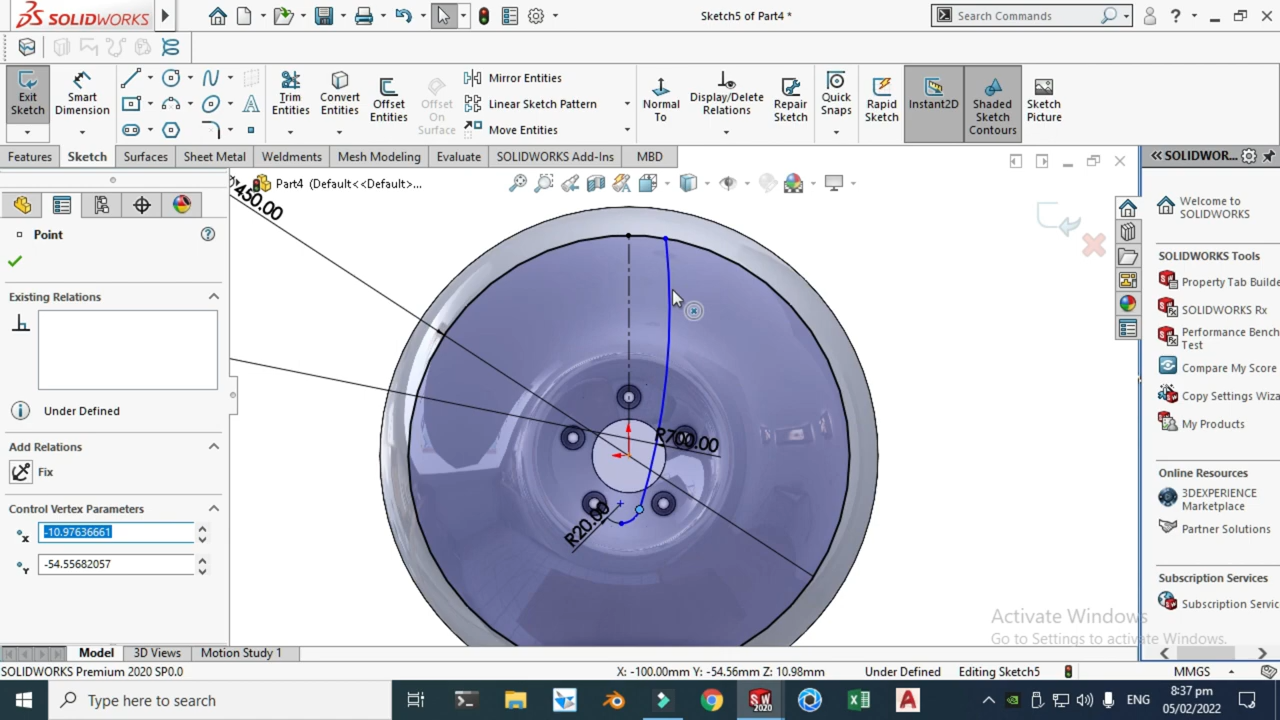 SOLIDWORKS
Sketch5 of Part4 *
Search Commands
Exit Sketch
Smart Dimension
Trim Entities
Convert Entities
Offset Entities
Offset On Surface
Mirror Entities
Linear Sketch Pattern
Move Entities
Normal To
Display/Delete Relations
Repair Sketch
Quick Snaps
Rapid Sketch
Instant2D
Shaded Sketch Contours
Sketch Picture
Features
Sketch
Surfaces
Sheet Metal
Weldments
Mesh Modeling
Evaluate
SOLIDWORKS Add-Ins
MBD
Part4 (Default<<Default>...
Point
Existing Relations
Under Defined
Add Relations
Fix
Control Vertex Parameters
-10.97636661
-54.55682057
450.00
R700.00
R20.00
SOLIDWOR...
Welcome to
SOLIDWORKS
SOLIDWORKS Tools
Property Tab Builde
SOLIDWORKS Rx
Performance Bench
Test
Compare My Score
Copy Settings Wiza
My Products
Online Resources
3DEXPERIENCE
Marketplace
Partner Solutions
Subscription Services
Subscription Servic
Activate Windows
Go to Settings to activate Windows.
Model
3D Views
Motion Study 1
SOLIDWORKS Premium 2020 SP0.0
X: -100.00mm Y: -54.56mm Z: 10.98mm
Under Defined
Editing Sketch5
MMGS
Type here to search
ENG
8:37 pm
05/02/2022